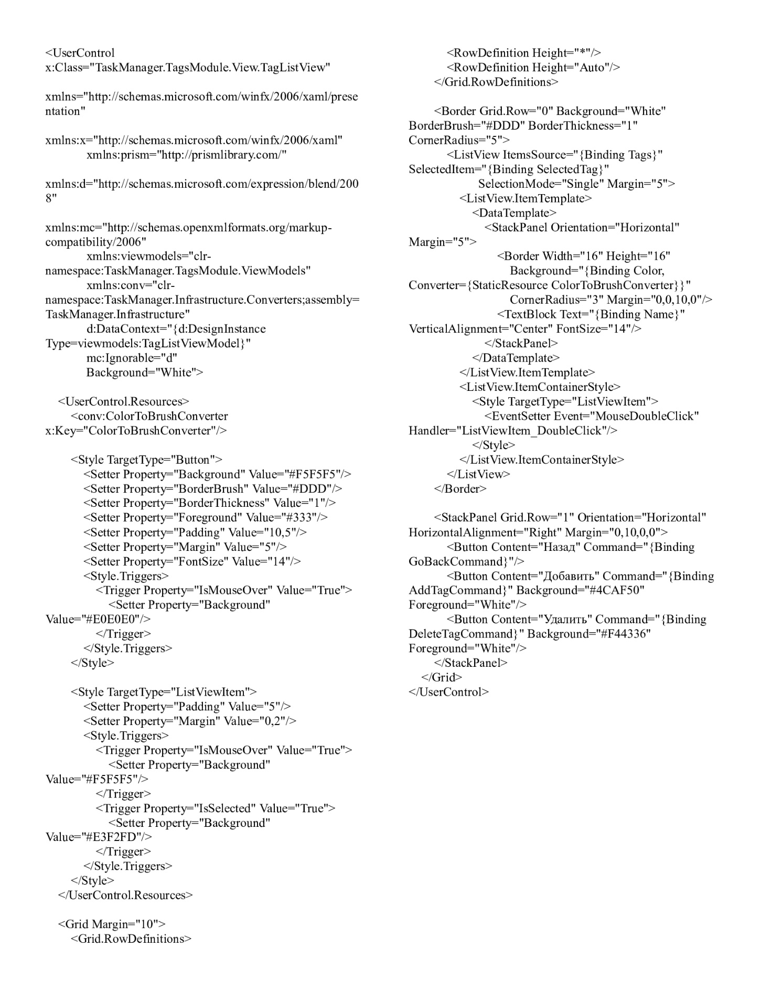 <UserControl
x:Class="TaskManager.TagsModule.View.TagListView"
xmlns="http://schemas.microsoft.com/winfx/2006/xaml/prese
ntation"
xmlns:x="http://schemas.microsoft.com/winfx/2006/xaml"
xmlns:prism="http://prismlibrary.com/"
xmlns:d="http://schemas.microsoft.com/expression/blend/200
8"
xmlns:mc="http://schemas.openxmlformats.org/markup-
compatibility/2006"
xmlns:viewmodels="clr-
namespace:TaskManager.TagsModule.ViewModels"
xmlns:conv="clr-
namespace:TaskManager.Infrastructure.Converters;assembly=
TaskManager.Infrastructure"
d:DataContext="{d:DesignInstance
Type=viewmodels:TagListViewModel}"
mc:Ignorable="d"
Background="White">
<UserControl.Resources>
<conv:ColorToBrushConverter
x:Key="ColorToBrushConverter"/>
<Style TargetType="Button">
<Setter Property="Background" Value="#F5F5F5"/>
<Setter Property="BorderBrush" Value="#DDD"/>
<Setter Property="BorderThickness" Value="1"/>
<Setter Property="Foreground" Value="#333"/>
<Setter Property="Padding" Value="10,5"/>
<Setter Property="Margin" Value="5"/>
<Setter Property="FontSize" Value="14"/>
<Style.Triggers>
<Trigger Property="IsMouseOver" Value="True">
<Setter Property="Background"
Value="#E0E0E0"/>
</Trigger>
</Style.Triggers>
</Style>
<Style TargetType="ListViewItem">
<Setter Property="Padding" Value="5"/>
<Setter Property="Margin" Value="0,2"/>
<Style.Triggers>
<Trigger Property="IsMouseOver" Value="True">
<Setter Property="Background"
Value="#F5F5F5"/>
</Trigger>
<Trigger Property="IsSelected" Value="True">
<Setter Property="Background"
Value="#E3F2FD"/>
</Trigger>
</Style.Triggers>
</Style>
</UserControl.Resources>
<Grid Margin="10">
<Grid.RowDefinitions>
<RowDefinition Height="*"/>
<RowDefinition Height="Auto"/>
</Grid.RowDefinitions>
<Border Grid.Row="0" Background="White"
BorderBrush="#DDD" BorderThickness="1"
CornerRadius="5">
<ListView ItemsSource="{Binding Tags}"
SelectedItem="{Binding SelectedTag}"
SelectionMode="Single" Margin="5">
<ListView.ItemTemplate>
<DataTemplate>
<StackPanel Orientation="Horizontal"
Margin="5">
<Border Width="16" Height="16"
Background="{Binding Color,
Converter={StaticResource ColorToBrushConverter}}"
CornerRadius="3" Margin="0,0,10,0"/>
<TextBlock Text="{Binding Name}"
VerticalAlignment="Center" FontSize="14"/>
</StackPanel>
</DataTemplate>
</ListView.ItemTemplate>
<ListView.ItemContainerStyle>
<Style TargetType="ListViewItem">
<EventSetter Event="MouseDoubleClick"
Handler="ListViewItem_DoubleClick"/>
</Style>
</ListView.ItemContainerStyle>
</ListView>
</Border>
<StackPanel Grid.Row="1" Orientation="Horizontal"
HorizontalAlignment="Right" Margin="0,10,0,0">
<Button Content="Назад" Command="{Binding
GoBackCommand}"/>
<Button Content="Добавить" Command="{Binding
AddTagCommand}" Background="#4CAF50"
Foreground="White"/>
<Button Content="Удалить" Command="{Binding
DeleteTagCommand}" Background="#F44336"
Foreground="White"/>
</StackPanel>
</Grid>
</UserControl>